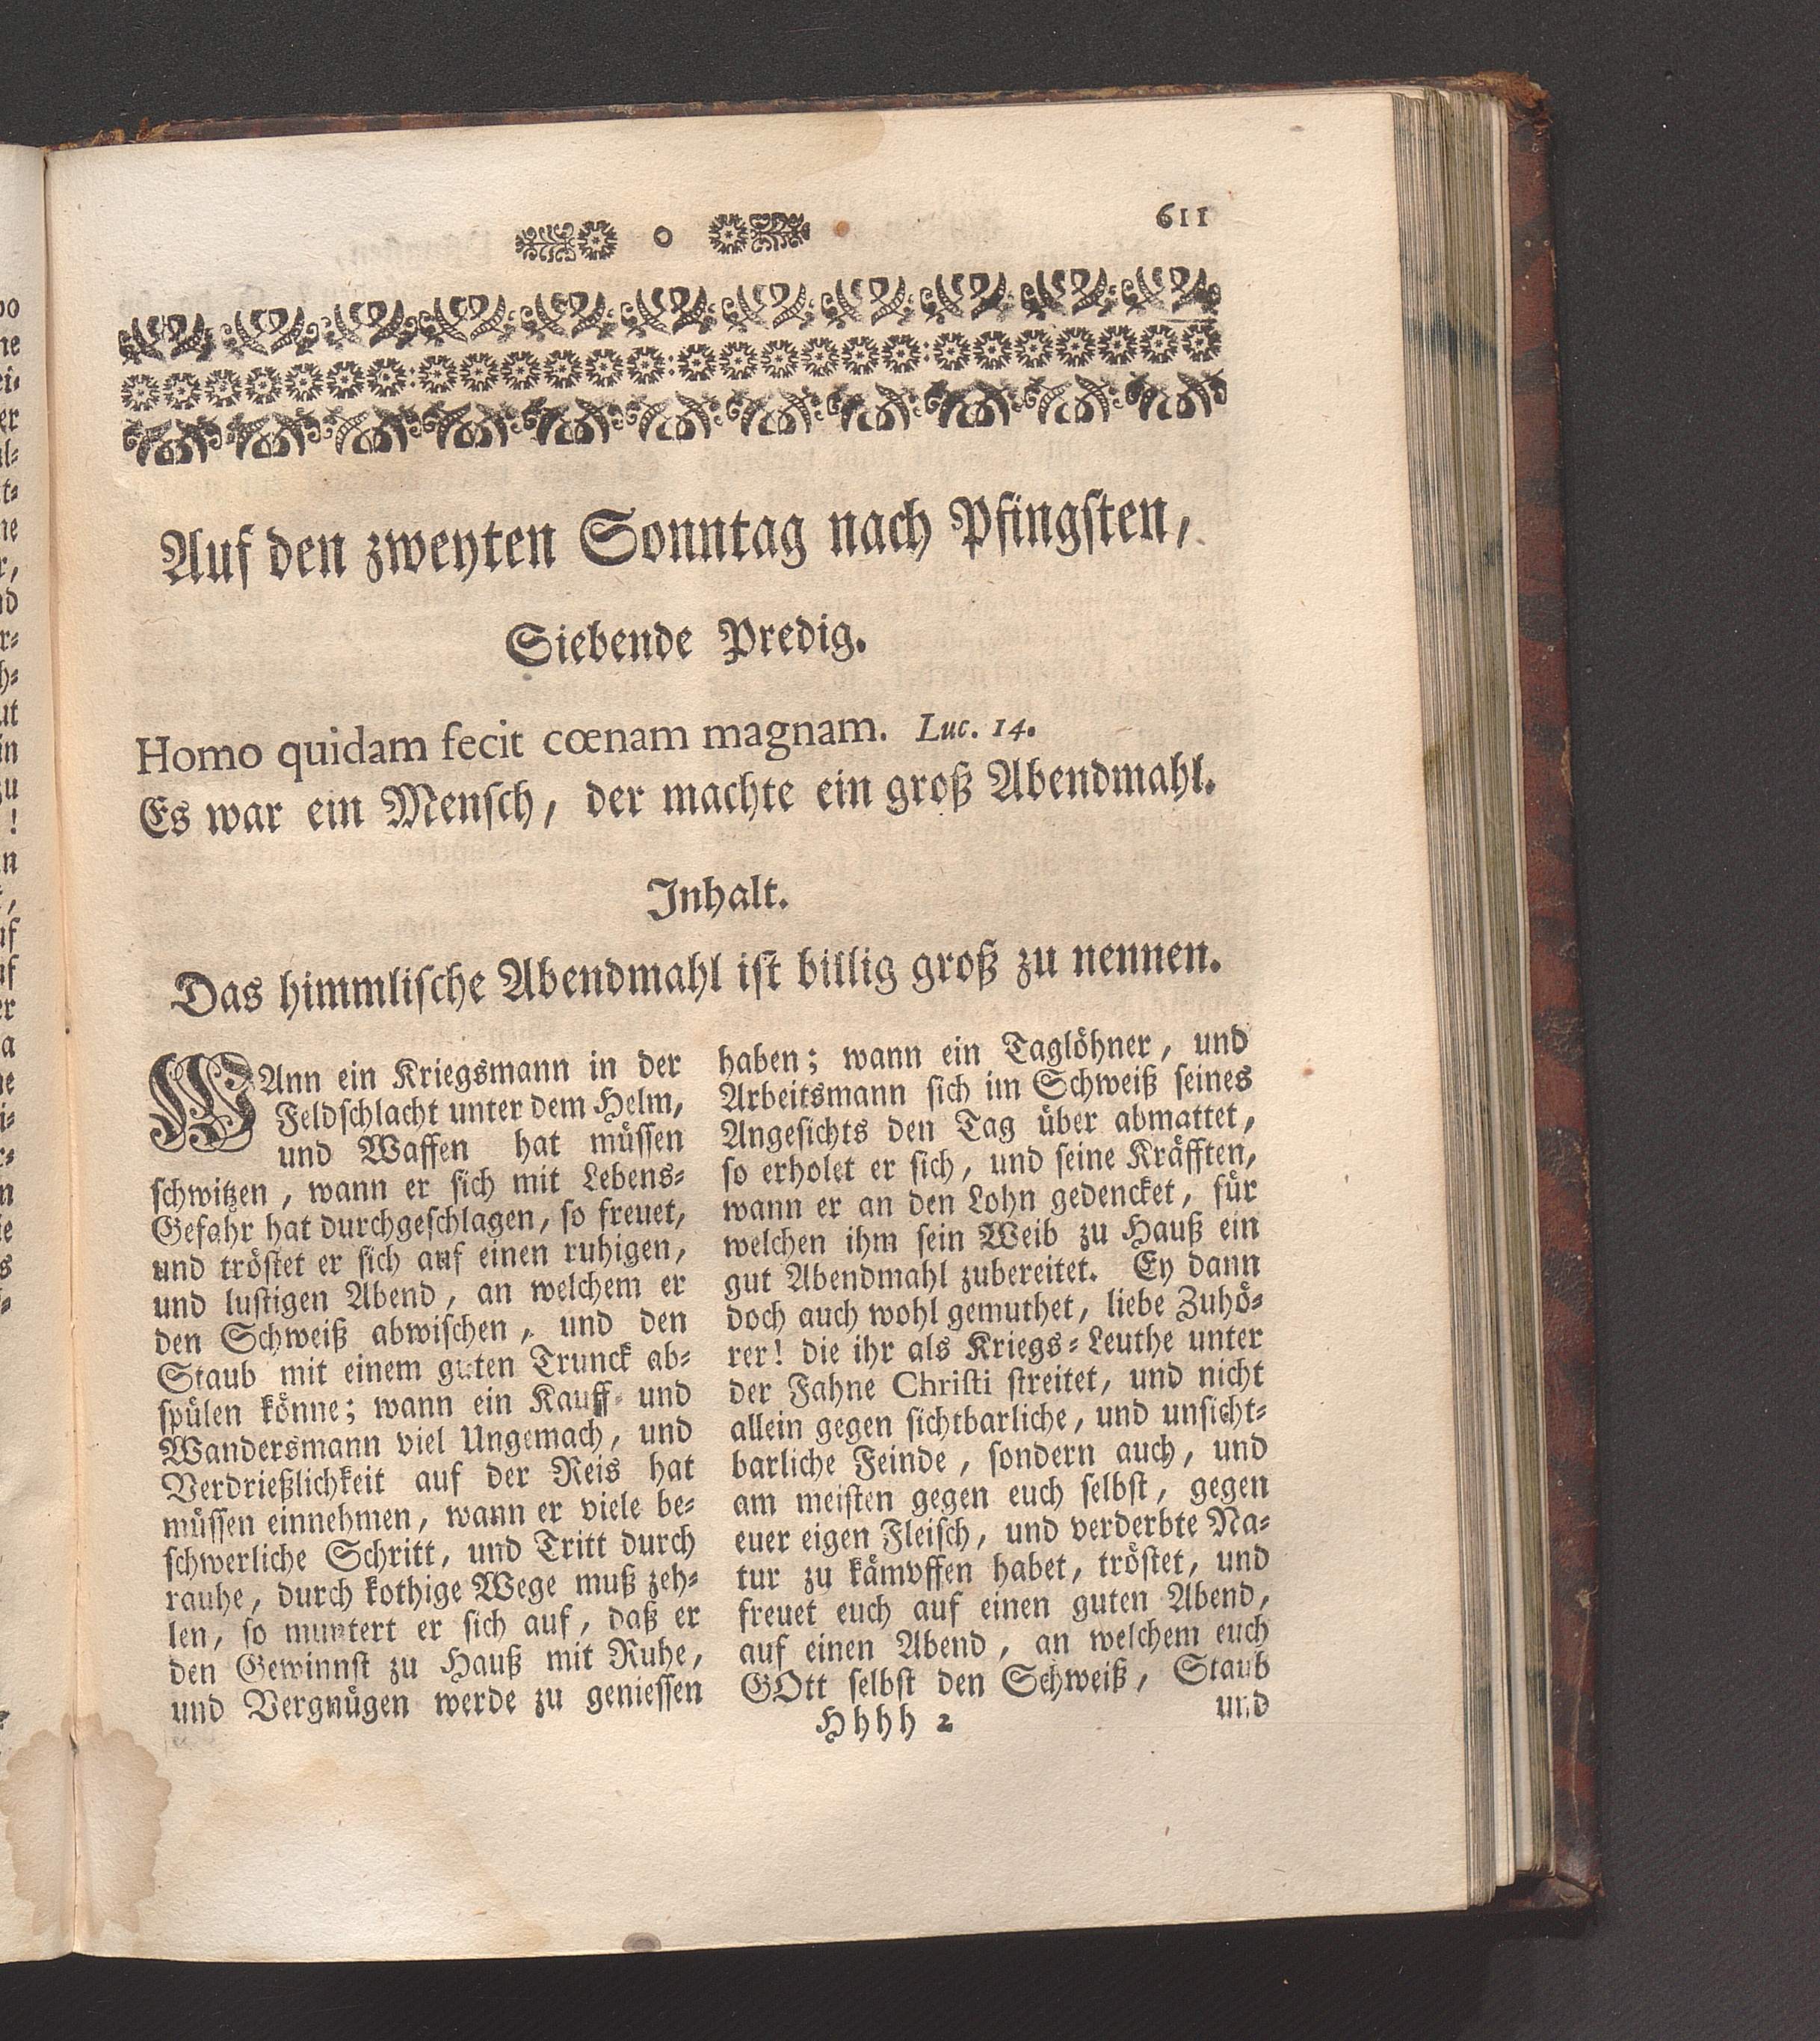 611
Auf den zweyten Sonntag nach Pfingsten,
Siebende Predig.
Homo quidam fecit cœnam magnam. Luc. 14.
Es war ein Mensch, der machte ein groß Abendmahl.
Inhalt.
Das himmlische Abendmahl ist billig groß zu nennen.
WAnn ein Kriegsmann in der
Feldschlacht unter dem Helm,
und Waffen hat müssen
schwitzen, wann er sich mit Lebens-
Gefahr hat durchgeschlagen, so freuet,
und tröstet er sich auf einen ruhigen,
und lustigen Abend, an welchem er
den Schweiß abwischen, und den
Staub mit einem guten Trunck ab-
spülen könne; wann ein Kauff- und
Wandersmann viel Ungemach, und
Verdrießlichkeit auf der Reis hat
müssen einnehmen, wann er viele be-
schwerliche Schritt, und Tritt durch
rauhe, durch kothige Wege muß zeh-
len, so muntert er sich auf, daß er
den Gewinnst zu Hauß mit Ruhe,
und Vergnügen werde zu geniessen
haben; wann ein Taglöhner, und
Arbeitsmann sich im Schweiß seines
Angesichts den Tag über abmattet,
so erholet er sich, und seine Kräfften,
wann er an den Lohn gedencket, für
welchen ihm sein Weib zu Hauß ein
gut Abendmahl zubereitet. Ey dann
doch auch wohl gemuthet, liebe Zuhö-
rer! die ihr als Kriegs-Leuthe unter
der Fahne Christi streitet, und nicht
allein gegen sichtbarliche, und unsicht-
barliche Feinde, sondern auch, und
am meisten gegen euch selbst, gegen
euer eigen Fleisch, und verderbte Na-
tur zu kämpffen habet, tröstet, und
freuet euch auf einen guten Abend,
auf einen Abend, an welchem euch
GOtt selbst den Schweiß, Staub
Hhhh 2
und